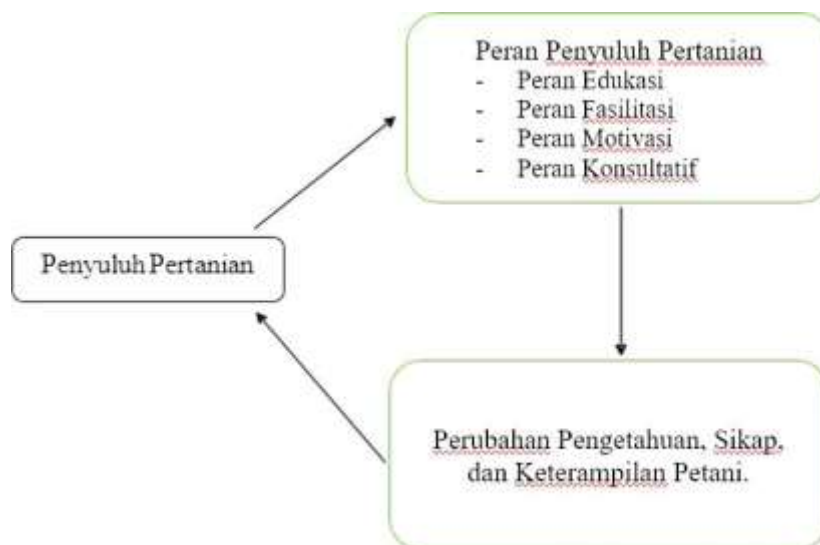 Peran Penyuluh Pertanian
- Peran Edukasi
- Peran Fasilitasi
- Peran Motivasi
- Peran Konsultatif
Penyuluh Pertanian
Perubahan Pengetahuan, Sikap,
dan Keterampilan Petani.